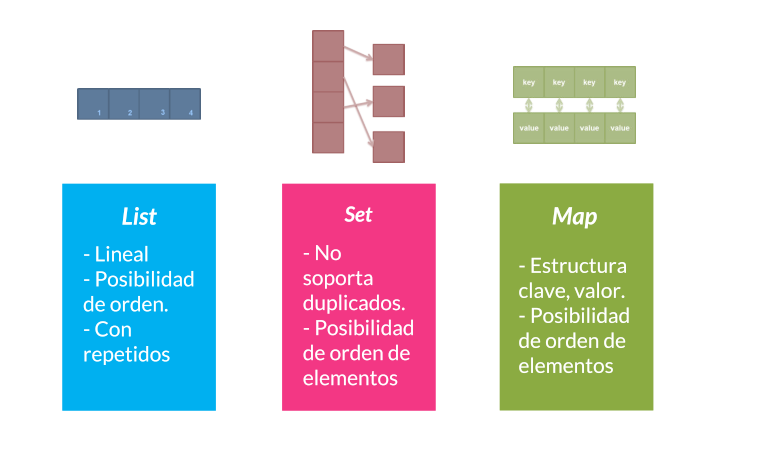 1 2 3 4
key key key key
value value value value
List
- Lineal
- Posibilidad
de orden.
- Con
repetidos
Set
- No
soporta
duplicados.
- Posibilidad
de orden de
elementos
Map
- Estructura
clave, valor.
- Posibilidad
de orden de
elementos